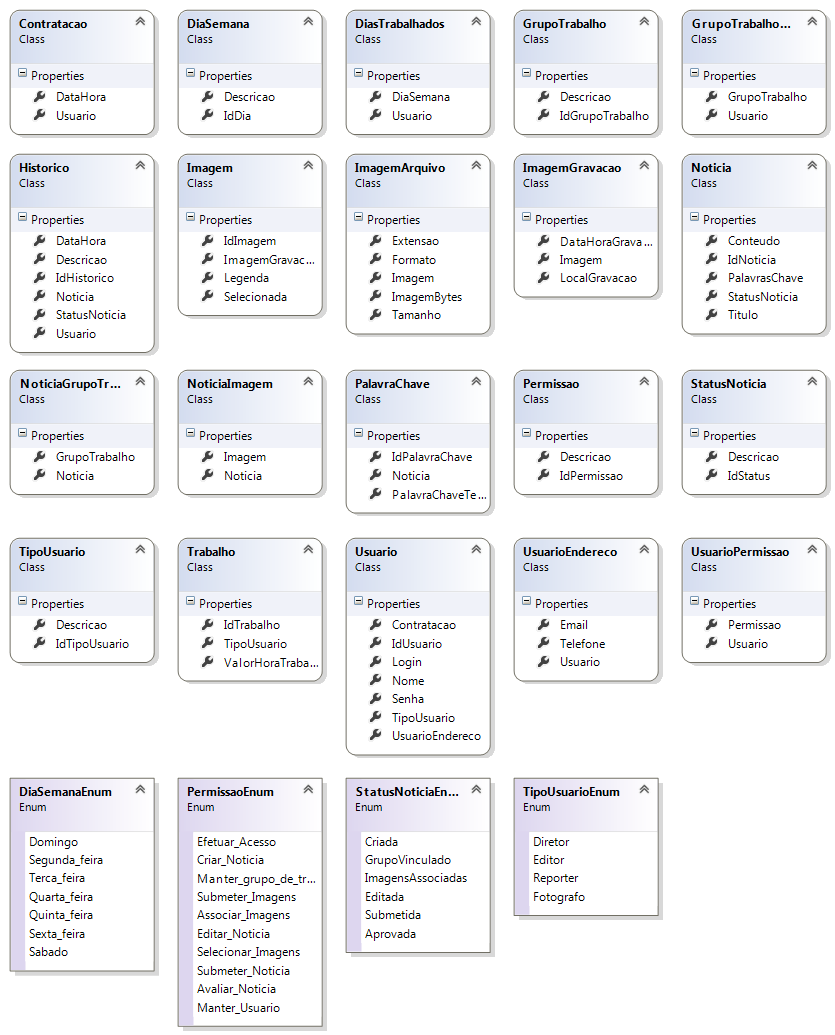 Contratacao
Class
Properties
DataHora
Usuario
DiaSemana
Class
Properties
Descricao
IdDia
DiasTrabalhados
Class
Properties
DiaSemana
Usuario
GrupoTrabalho
Class
Properties
Descricao
IdGrupoTrabalho
GrupoTrabalho...
Class
Properties
GrupoTrabalho
Usuario
Historico
Class
Properties
DataHora
Descricao
IdHistorico
Noticia
StatusNoticia
Usuario
Imagem
Class
Properties
IdImagem
ImagemGravac...
Legenda
Selecionada
ImagemArquivo
Class
Properties
Extensao
Formato
Imagem
ImagemBytes
Tamanho
ImagemGravacao
Class
Properties
DataHoraGrava...
Imagem
LocalGravacao
Noticia
Class
Properties
Conteudo
IdNoticia
PalavrasChave
StatusNoticia
Titulo
NoticiaGrupoTr...
Class
Properties
GrupoTrabalho
Noticia
NoticiaImagem
Class
Properties
Imagem
Noticia
PalavraChave
Class
Properties
IdPalavraChave
Noticia
PalavraChaveTe...
Permissao
Class
Properties
Descricao
IdPermissao
StatusNoticia
Class
Properties
Descricao
IdStatus
TipoUsuario
Class
Properties
Descricao
IdTipoUsuario
Trabalho
Class
Properties
IdTrabalho
TipoUsuario
ValorHoraTraba...
Usuario
Class
Properties
Contratacao
IdUsuario
Login
Nome
Senha
TipoUsuario
UsuarioEndereco
UsuarioEndereco
Class
Properties
Email
Telefone
Usuario
UsuarioPermissao
Class
Properties
Permissao
Usuario
DiaSemanaEnum
Enum
Domingo
Segunda_feira
Terca_feira
Quarta_feira
Quinta_feira
Sexta_feira
Sabado
PermissaoEnum
Enum
Efetuar_Acesso
Criar_Noticia
Manter_grupo_de_tr...
Submeter_Imagens
Associar_Imagens
Editar_Noticia
Selecionar_Imagens
Submeter_Noticia
Avaliar_Noticia
Manter_Usuario
StatusNoticiaEn...
Enum
Criada
GrupoVinculado
ImagensAssociadas
Editada
Submetida
Aprovada
TipoUsuarioEnum
Enum
Diretor
Editor
Reporter
Fotografo